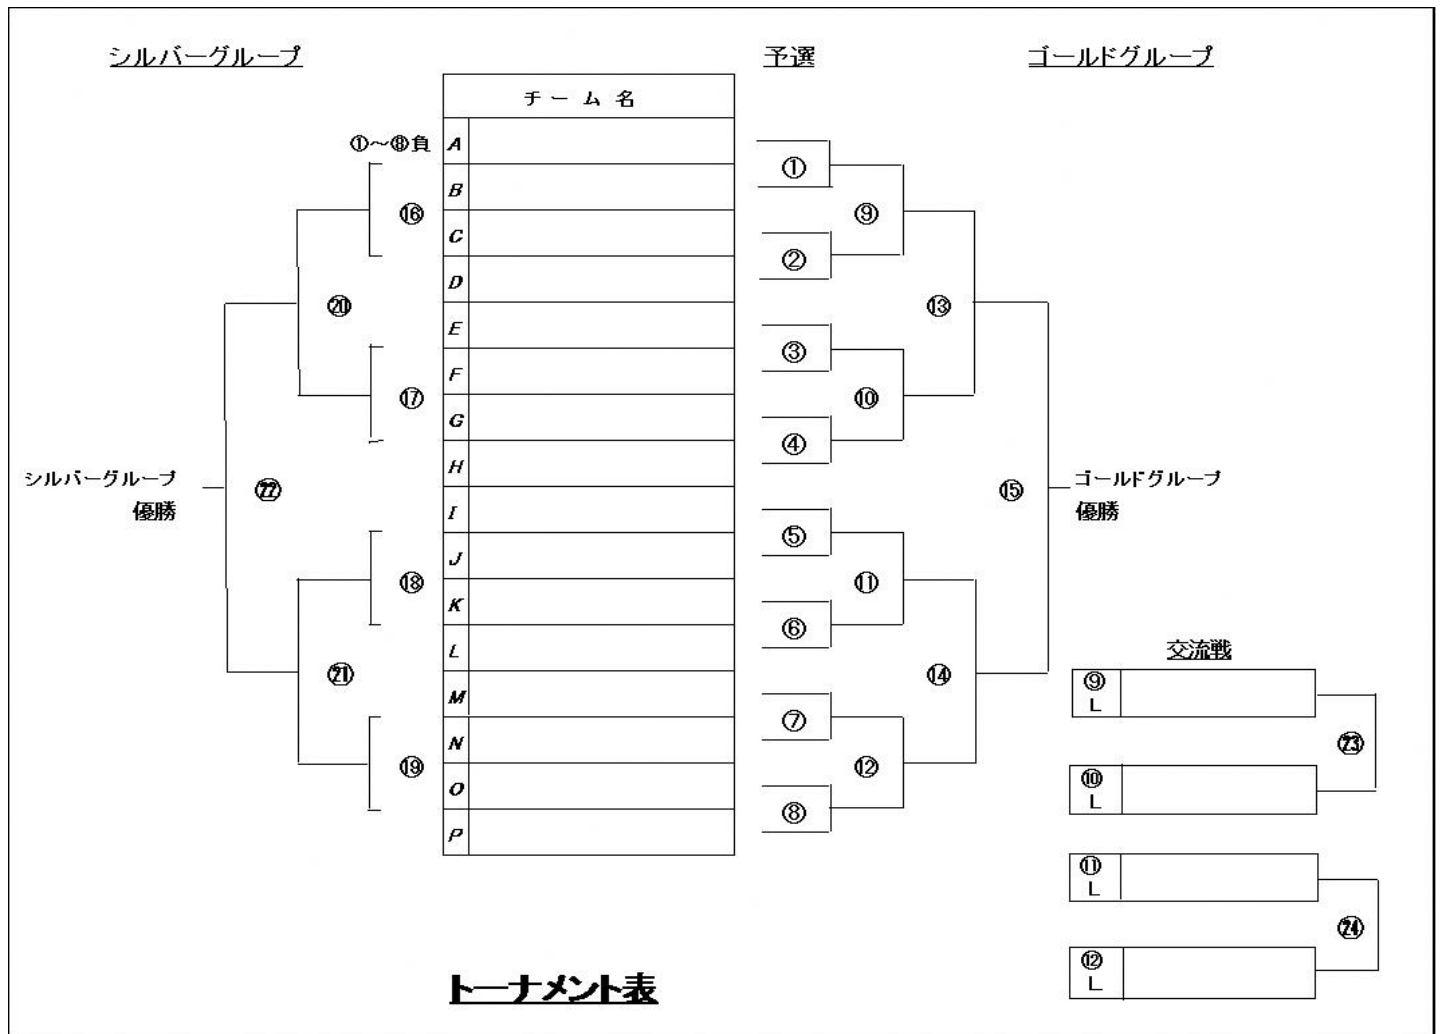 シルバーグループ
予選
ゴールドグループ
チーム名
①～⑧負
A
B
C
D
E
F
G
H
I
J
K
L
M
N
O
P
⑯
⑰
⑱
⑲
⑳
㉑
㉒
シルバーグループ
優勝
①
②
③
④
⑤
⑥
⑦
⑧
⑨
⑩
⑪
⑫
⑬
⑭
⑮
ゴールドグループ
優勝
交流戦
⑨
L
⑩
L
㉓
⑪
L
⑫
L
㉔
トーナメント表